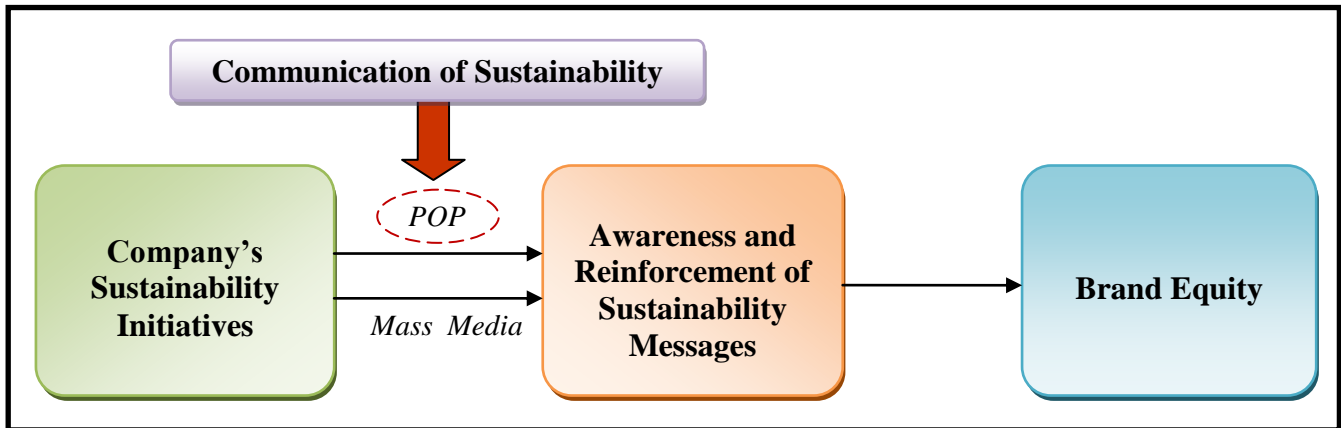 Communication of Sustainability
POP
Company’s
Sustainability
Initiatives
Mass Media
Awareness and
Reinforcement of
Sustainability
Messages
Brand Equity